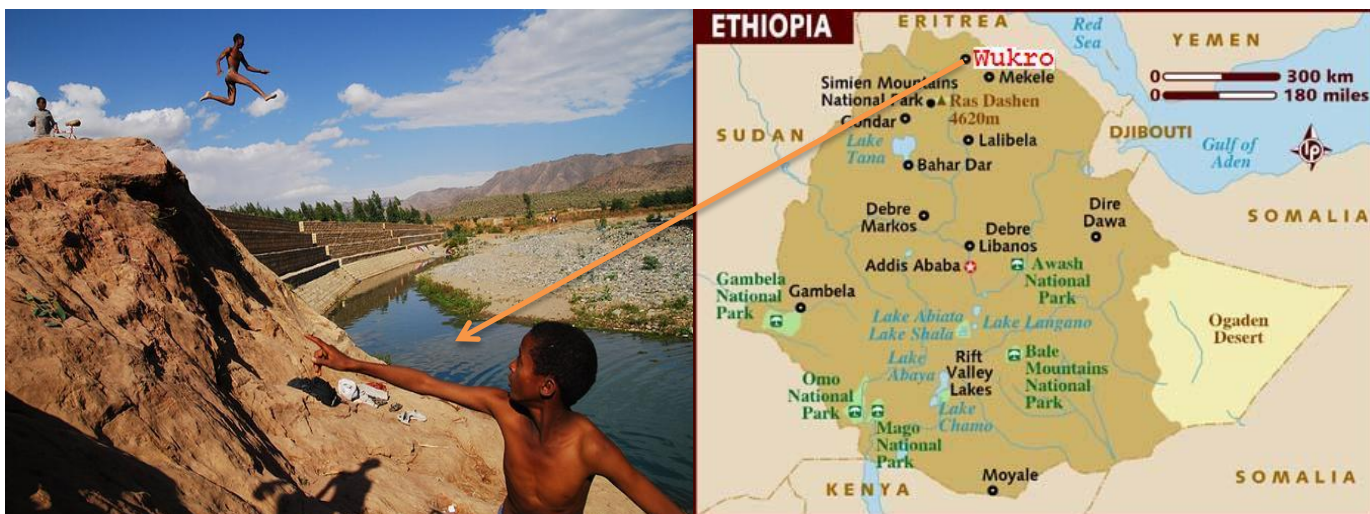 ETHIOPIA
ERITREA
Red
Sea
YEMEN
Wukro
Mekele
0 300 km
0 180 miles
Simien Mountains
National Park
Ras Dashen
4620m
Gondar
SUDAN
DJIBOUTI
Lake
Tana
Lalibela
Gulf of
Aden
Bahar Dar
SOMALIA
Debre
Markos
Dire
Dawa
Debre
Libanos
Addis Ababa
Awash
National
Park
Gambela
National
Park
Gambela
Lake Abiata
Lake Shala
Lake Langano
Ogaden
Desert
Lake
Abaya
Rift
Valley
Lakes
Bale
Mountains
National
Park
Omo
National
Park
Lake
Chamo
Mago
National
Park
Moyale
KENYA
SOMALIA
lp